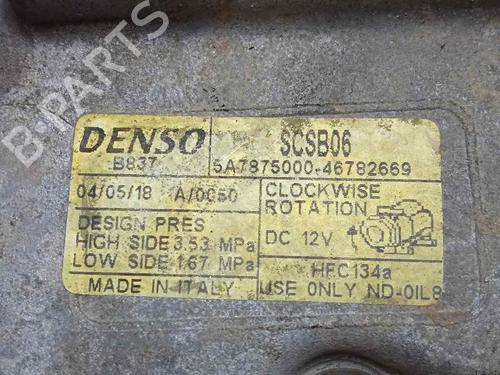 DENSO
B837
SCSB06
5A7875000-46782669
04/05/18 A/0050
CLOCKWISE
ROTATION
DC 12V
DESIGN PRES.
HIGH SIDE 3.53 MPa
LOW SIDE 1.67 MPa
HFC134a
MADE IN ITALY
USE ONLY ND-OIL8
B-PARTS